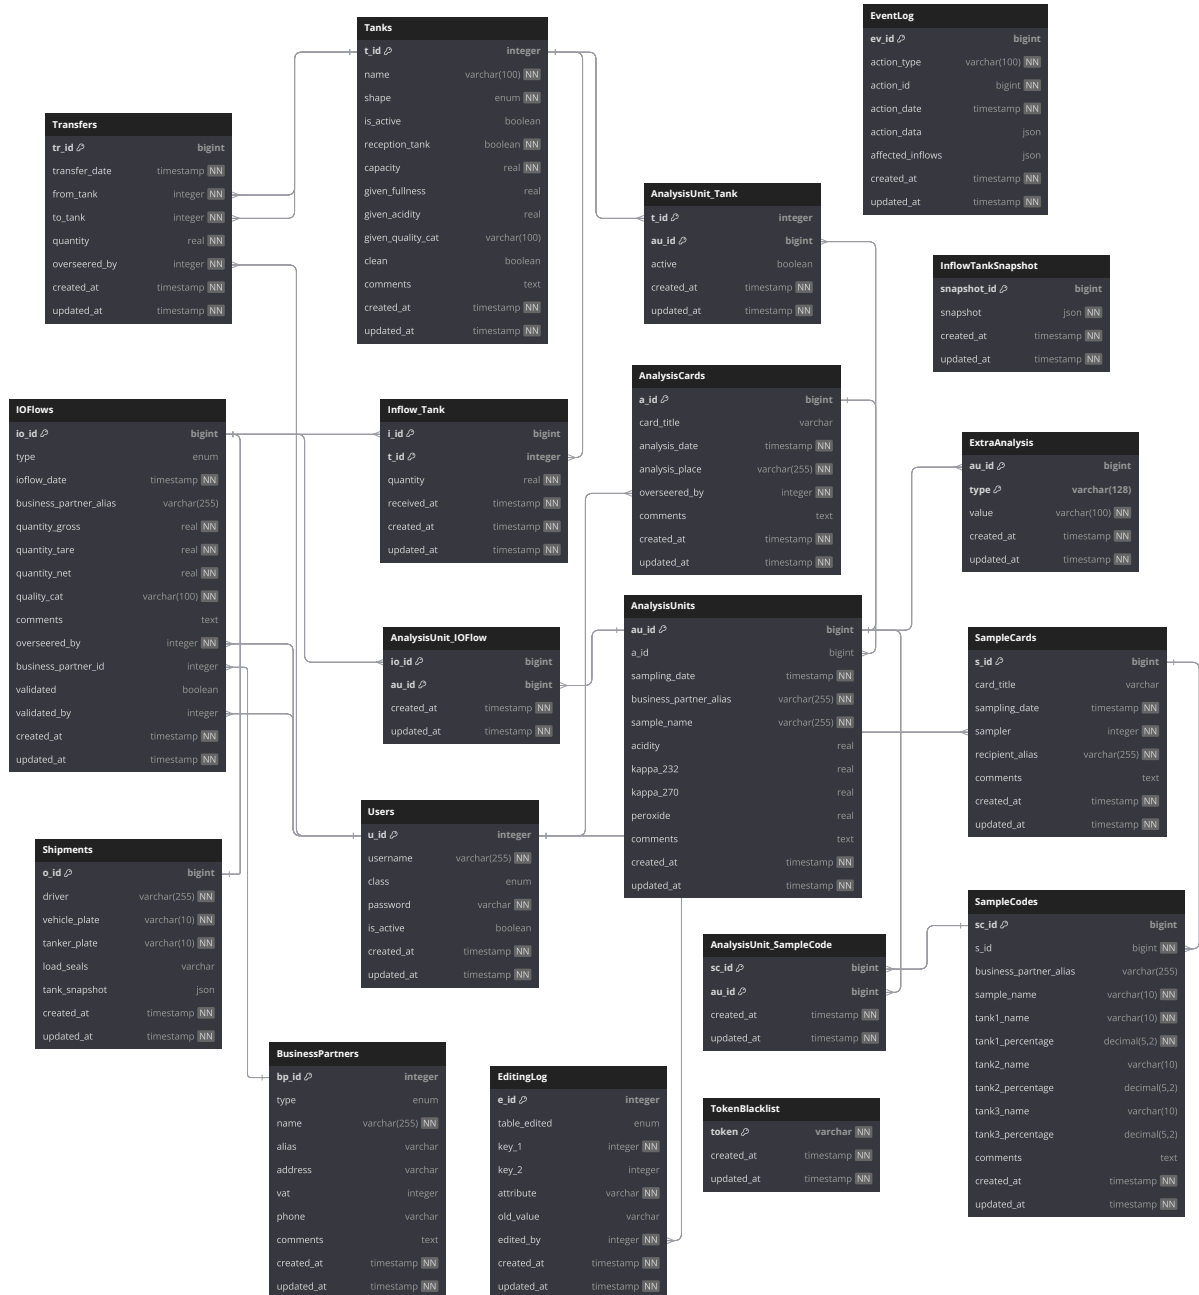 Tanks
t_id integer
name varchar(100) NN
shape enum NN
is_active boolean
reception_tank boolean NN
capacity real NN
given_fullness real
given_acidity real
given_quality_cat varchar(100)
clean boolean
comments text
created_at timestamp NN
updated_at timestamp NN
EventLog
ev_id bigint
action_type varchar(100) NN
action_id bigint NN
action_date timestamp NN
action_data json
affected_inflows json
created_at timestamp NN
updated_at timestamp NN
Transfers
tr_id bigint
transfer_date timestamp NN
from_tank integer NN
to_tank integer NN
quantity real NN
overseered_by integer NN
created_at timestamp NN
updated_at timestamp NN
AnalysisUnit_Tank
t_id integer
au_id bigint
active boolean
created_at timestamp NN
updated_at timestamp NN
InflowTankSnapshot
snapshot_id bigint
snapshot json NN
created_at timestamp NN
updated_at timestamp NN
AnalysisCards
a_id bigint
card_title varchar
analysis_date timestamp NN
analysis_place varchar(255) NN
overseered_by integer NN
comments text
created_at timestamp NN
updated_at timestamp NN
IOFlows
io_id bigint
type enum
ioflow_date timestamp NN
business_partner_alias varchar(255)
quantity_gross real NN
quantity_tare real NN
quantity_net real NN
quality_cat varchar(100) NN
comments text
overseered_by integer NN
business_partner_id integer
validated boolean
validated_by integer
created_at timestamp NN
updated_at timestamp NN
Inflow_Tank
i_id bigint
t_id integer
quantity real NN
received_at timestamp NN
created_at timestamp NN
updated_at timestamp NN
ExtraAnalysis
au_id bigint
type varchar(128)
value varchar(100) NN
created_at timestamp NN
updated_at timestamp NN
AnalysisUnits
au_id bigint
a_id bigint
sampling_date timestamp NN
business_partner_alias varchar(255) NN
sample_name varchar(255) NN
acidity real
kappa_232 real
kappa_270 real
peroxide real
comments text
created_at timestamp NN
updated_at timestamp NN
AnalysisUnit_IOFlow
io_id bigint
au_id bigint
created_at timestamp NN
updated_at timestamp NN
SampleCards
s_id bigint
card_title varchar
sampling_date timestamp NN
sampler integer NN
recipient_alias varchar(255) NN
comments text
created_at timestamp NN
updated_at timestamp NN
Users
u_id integer
username varchar(255) NN
class enum
password varchar NN
is_active boolean
created_at timestamp NN
updated_at timestamp NN
Shipments
o_id bigint
driver varchar(255) NN
vehicle_plate varchar(10) NN
tanker_plate varchar(10) NN
load_seals varchar
tank_snapshot json
created_at timestamp NN
updated_at timestamp NN
SampleCodes
sc_id bigint
s_id bigint NN
business_partner_alias varchar(255)
sample_name varchar(10) NN
tank1_name varchar(10) NN
tank1_percentage decimal(5,2) NN
tank2_name varchar(10)
tank2_percentage decimal(5,2)
tank3_name varchar(10)
tank3_percentage decimal(5,2)
comments text
created_at timestamp NN
updated_at timestamp NN
AnalysisUnit_SampleCode
sc_id bigint
au_id bigint
created_at timestamp NN
updated_at timestamp NN
BusinessPartners
bp_id integer
type enum
name varchar(255) NN
alias varchar
address varchar
vat integer
phone varchar
comments text
created_at timestamp NN
updated_at timestamp NN
EditingLog
e_id integer
table_edited enum
key_1 integer NN
key_2 integer
attribute varchar NN
old_value varchar
edited_by integer NN
created_at timestamp NN
updated_at timestamp NN
TokenBlacklist
token varchar NN
created_at timestamp NN
updated_at timestamp NN